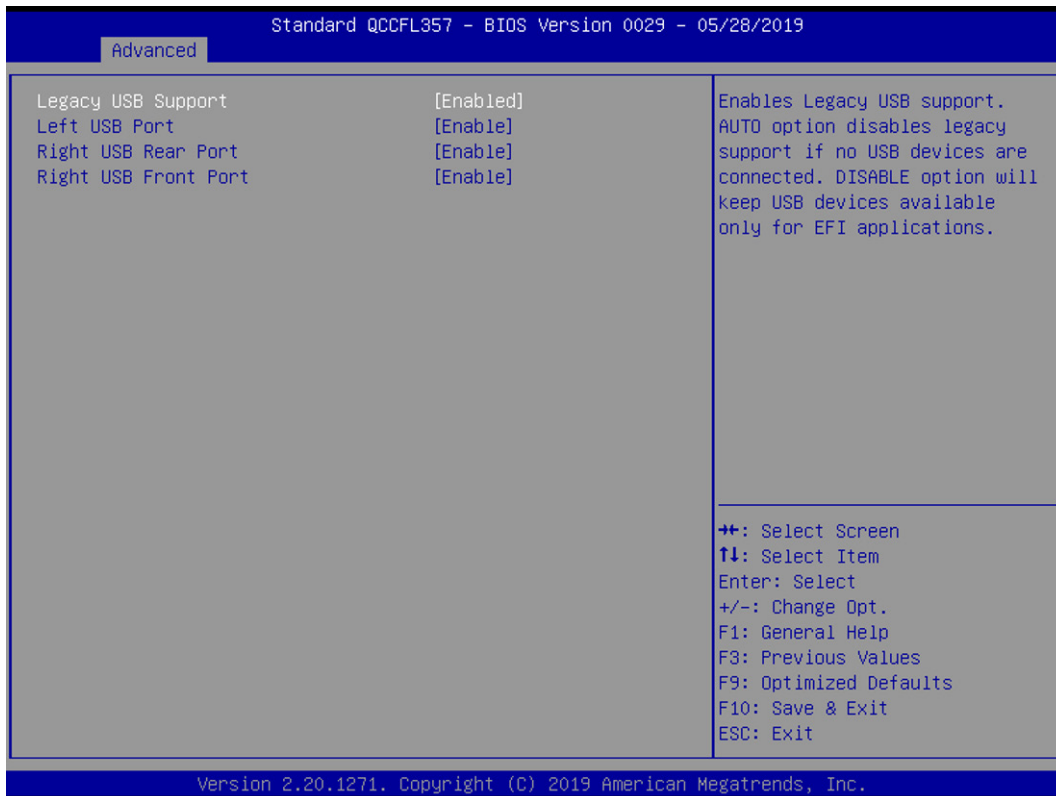 Standard QCCFL357 – BIOS Version 0029 – 05/28/2019
Advanced
Legacy USB Support [Enabled]
Left USB Port [Enable]
Right USB Rear Port [Enable]
Right USB Front Port [Enable]
Enables Legacy USB support.
AUTO option disables legacy
support if no USB devices are
connected. DISABLE option will
keep USB devices available
only for EFI applications.
→←: Select Screen
↑↓: Select Item
Enter: Select
+/-: Change Opt.
F1: General Help
F3: Previous Values
F9: Optimized Defaults
F10: Save & Exit
ESC: Exit
Version 2.20.1271. Copyright (C) 2019 American Megatrends, Inc.